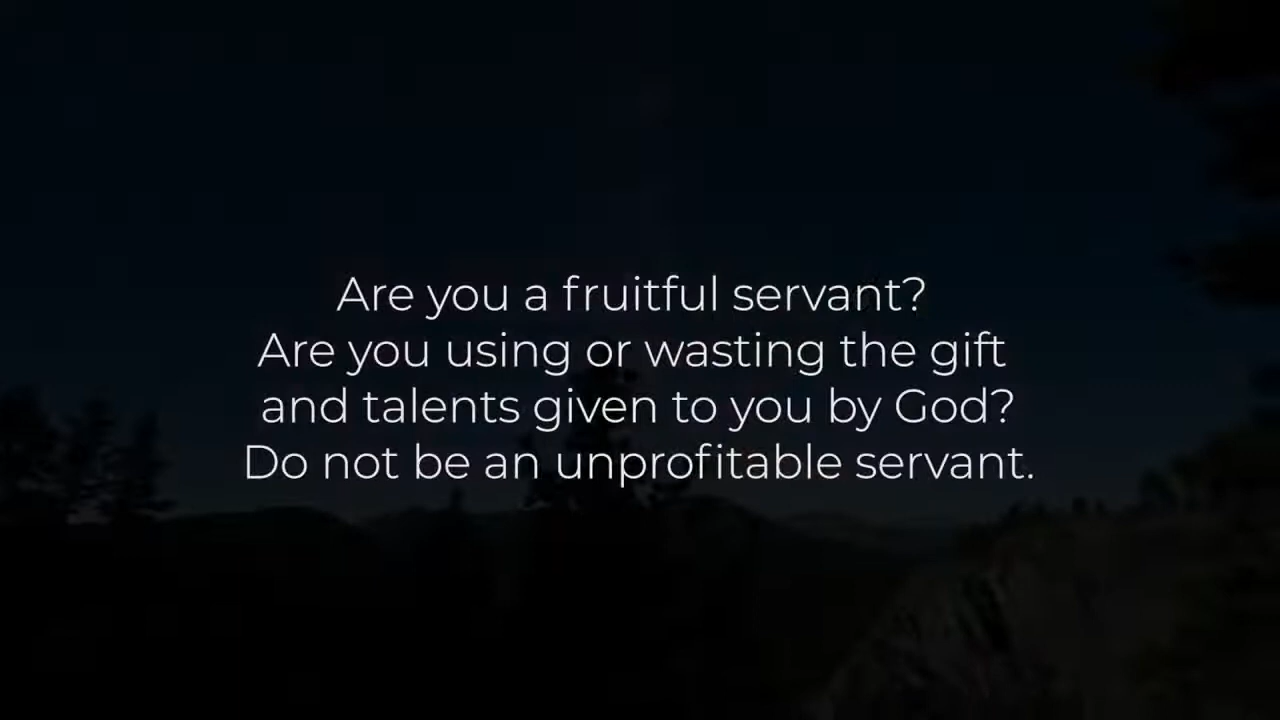 Are you a fruitful servant?
Are you using or wasting the gift
and talents given to you by God?
Do not be an unprofitable servant.